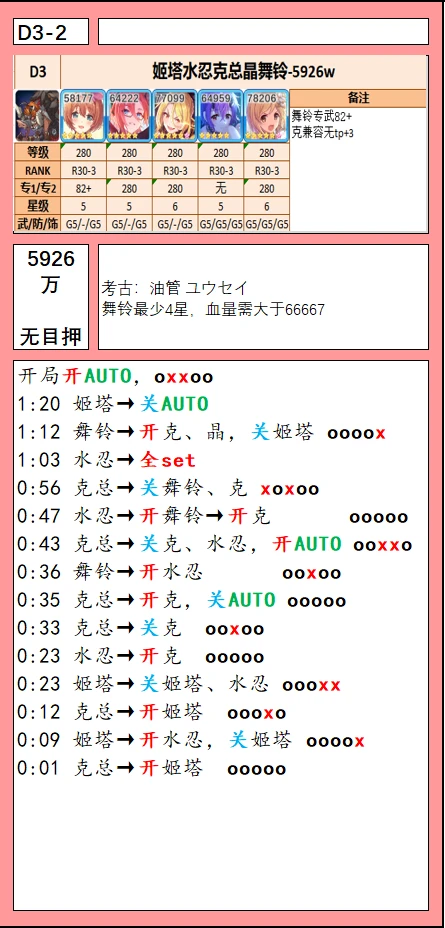 D3-2
D3 姬塔水忍克总晶舞铃-5926w
58177 64222 77099 64959 78206 备注
舞铃专武82+
克兼容无tp+3
等级 280 280 280 280 280
RANK R30-3 R30-3 R30-3 R30-3 R30-3
专1/专2 82+ 280 280 无 280
星级 5 5 6 5 6
武/防/饰 G5/-/G5 G5/-/G5 G5/-/G5 G5/G5/G5 G5/G5/G5
5926
万
无目押
考古：油管 ユウセイ
舞铃最少4星，血量需大于66667
开局开AUTO，oxxoo
1:20 姬塔→关AUTO
1:12 舞铃→开克、晶，关姬塔 oooox
1:03 水忍→全set
0:56 克总→关舞铃、克 xoxoo
0:47 水忍→开舞铃→开克 ooooo
0:43 克总→关克、水忍，开AUTO ooxxo
0:36 舞铃→开水忍 ooxoo
0:35 克总→开克，关AUTO ooooo
0:33 克总→关克 ooxoo
0:23 水忍→开克 ooooo
0:23 姬塔→关姬塔、水忍 oooxx
0:12 克总→开姬塔 oooxo
0:09 姬塔→开水忍，关姬塔 oooox
0:01 克总→开姬塔 ooooo